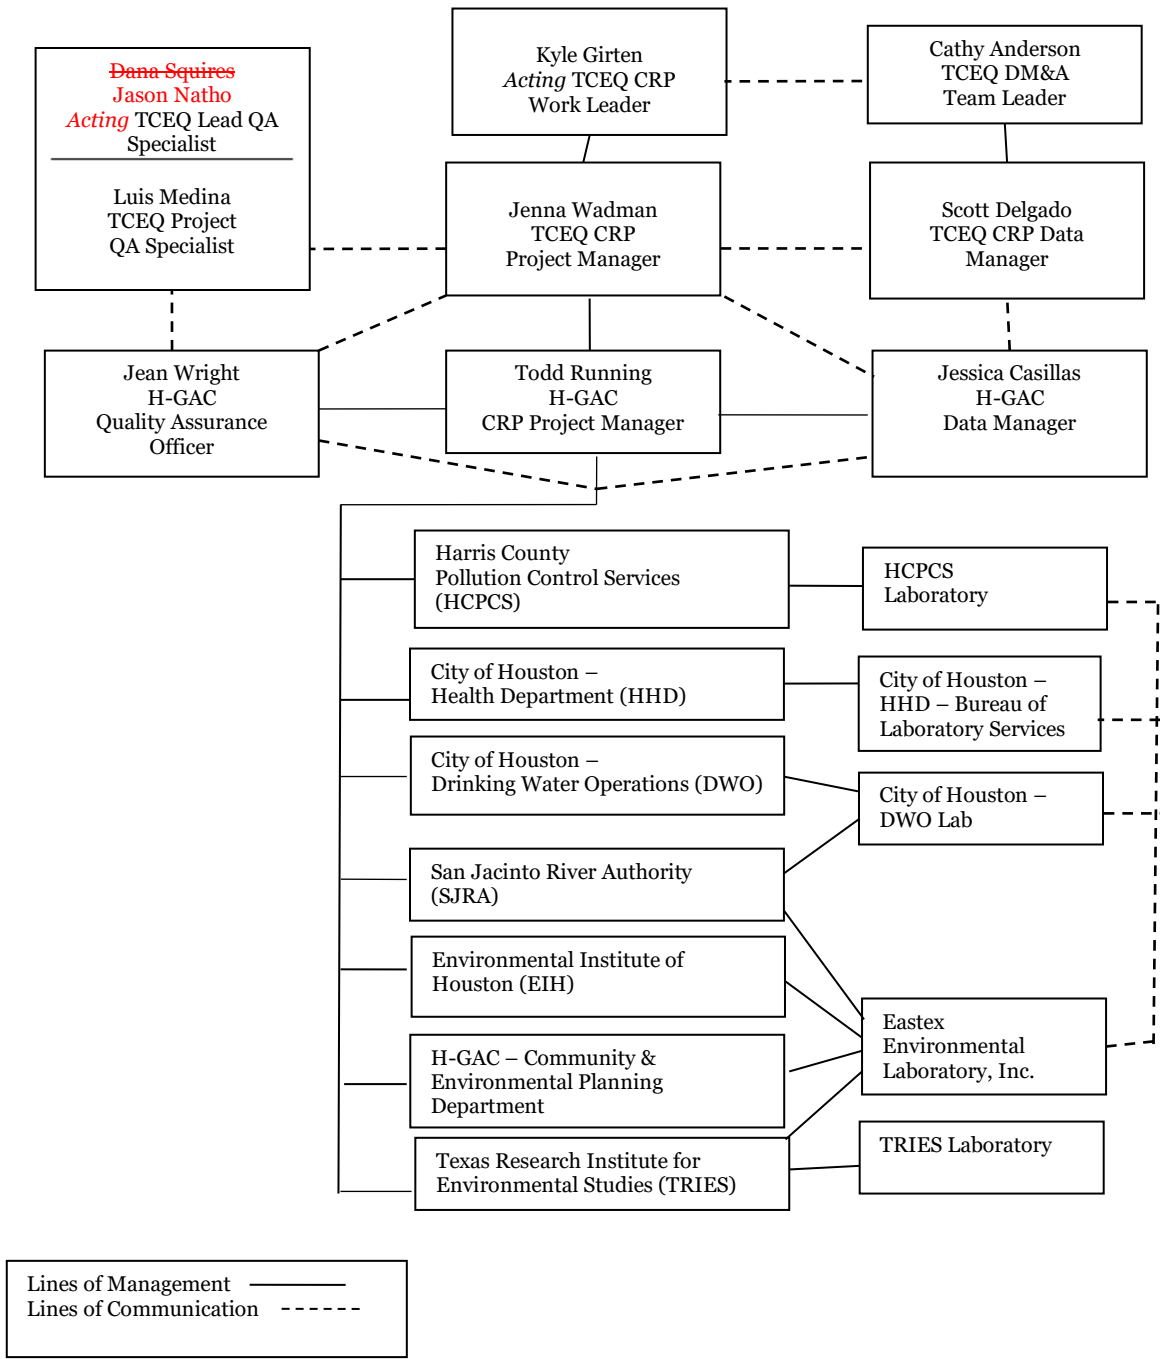 Dana Squires
Jason Natho
Acting TCEQ Lead QA
Specialist
Luis Medina
TCEQ Project
QA Specialist
Kyle Girten
Acting TCEQ CRP
Work Leader
Cathy Anderson
TCEQ DM&A
Team Leader
Jenna Wadman
TCEQ CRP
Project Manager
Scott Delgado
TCEQ CRP Data
Manager
Jean Wright
H-GAC
Quality Assurance
Officer
Todd Running
H-GAC
CRP Project Manager
Jessica Casillas
H-GAC
Data Manager
Harris County
Pollution Control Services
(HCPCS)
HCPCS
Laboratory
City of Houston –
Health Department (HHD)
City of Houston –
HHD – Bureau of
Laboratory Services
City of Houston –
Drinking Water Operations (DWO)
City of Houston –
DWO Lab
San Jacinto River Authority
(SJRA)
Environmental Institute of
Houston (EIH)
Eastex
Environmental
Laboratory, Inc.
H-GAC – Community &
Environmental Planning
Department
Texas Research Institute for
Environmental Studies (TRIES)
TRIES Laboratory
Lines of Management
Lines of Communication